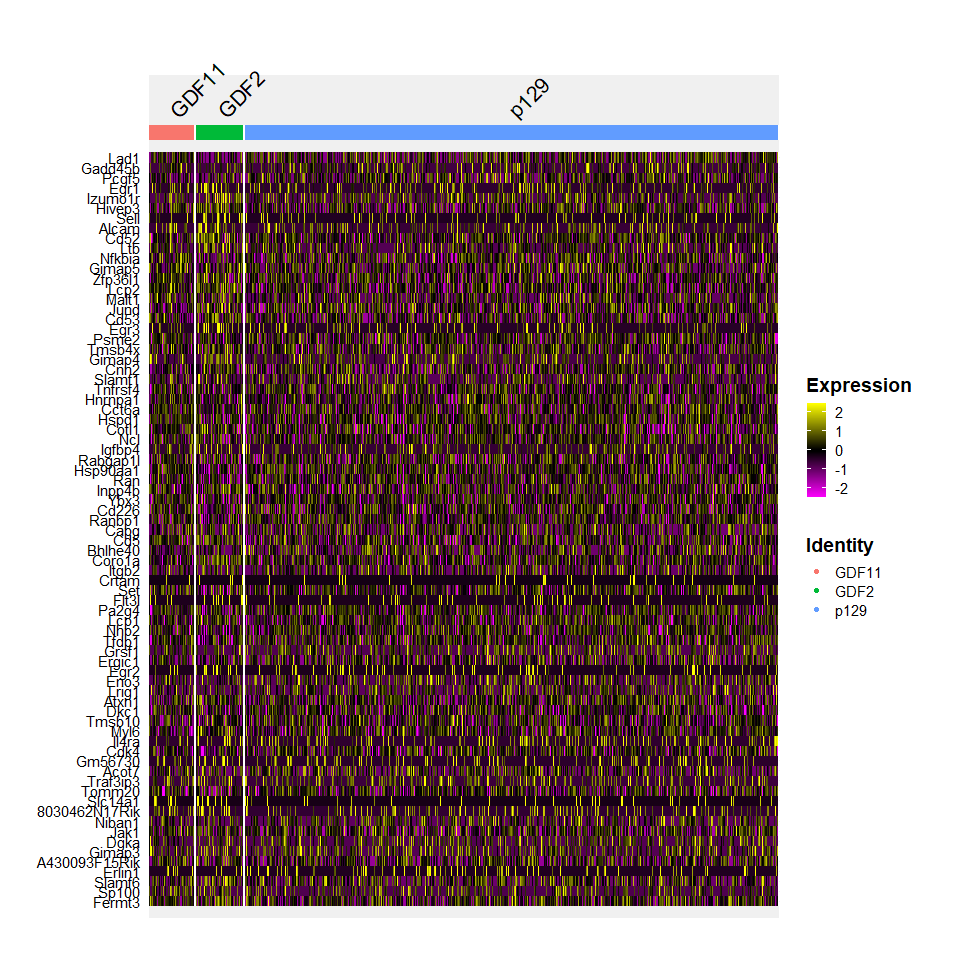 GDF11
GDF2
p129
Lad1
Gadd45b
Pcgf5
Egr1
Izumo1r
Hivep3
Sell
Alcam
Cd52
Ltb
Nfkbia
Gimap5
Zfp36l1
Lcp2
Malt1
Jund
Cd53
Egr3
Psme2
Tmsb4x
Gimap4
Cnn2
Slamf1
Tnfrsf4
Hnrnpa1
Cct6a
Hspd1
Cotl1
Ncl
Igfbp4
Rabgap1l
Hsp90aa1
Ran
Inpp4b
Ybx3
Cd226
Ranbp1
Capg
Cd5
Bhlhe40
Coro1a
Itgb2
Crtam
Set
Flt3l
Pa2g4
Lcp1
Nhp2
Itgb1
Grsf1
Ergic1
Egr2
Eno3
Lrig1
Atxn1
Dkc1
Tmsb10
Myl6
Il4ra
Cdk4
Gm56730
Acot7
Traf3ip3
Tomm20
Slc14a1
8030462N17Rik
Niban1
Jak1
Dgka
Gimap3
A430093F15Rik
Erlin1
Slamf6
Sp100
Fermt3
Expression
2
1
0
-1
-2
Identity
GDF11
GDF2
p129